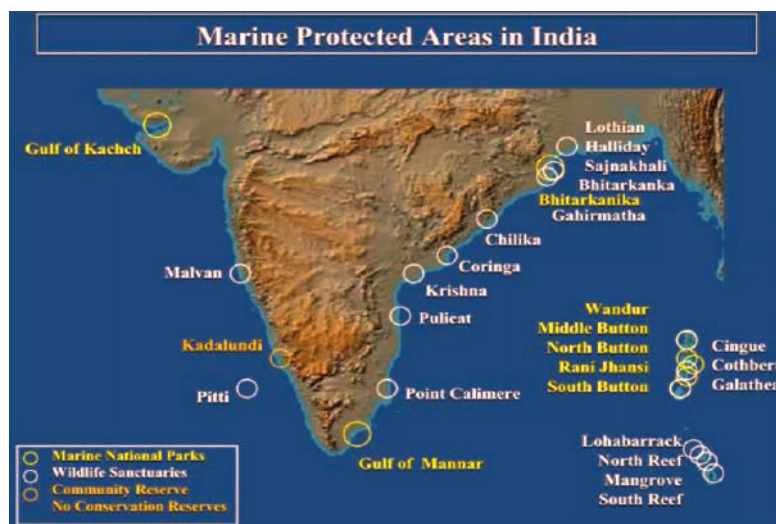 Marine Protected Areas in India
Gulf of Kachch
Lothian
Halliday
Sajnakhali
Bhitarkanka
Bhitarkanika
Gahirmatha
Chilika
Coringa
Krishna
Malvan
Pulicat
Kadalundi
Pitti
Point Calimere
Gulf of Mannar
Wandur
Middle Button
North Button
Rani Jhansi
South Button
Cingue
Cothbert
Galathea
Lohabarrack
North Reef
Mangrove
South Reef
Marine National Parks
Wildlife Sanctuaries
Community Reserve
No Conservation Reserves